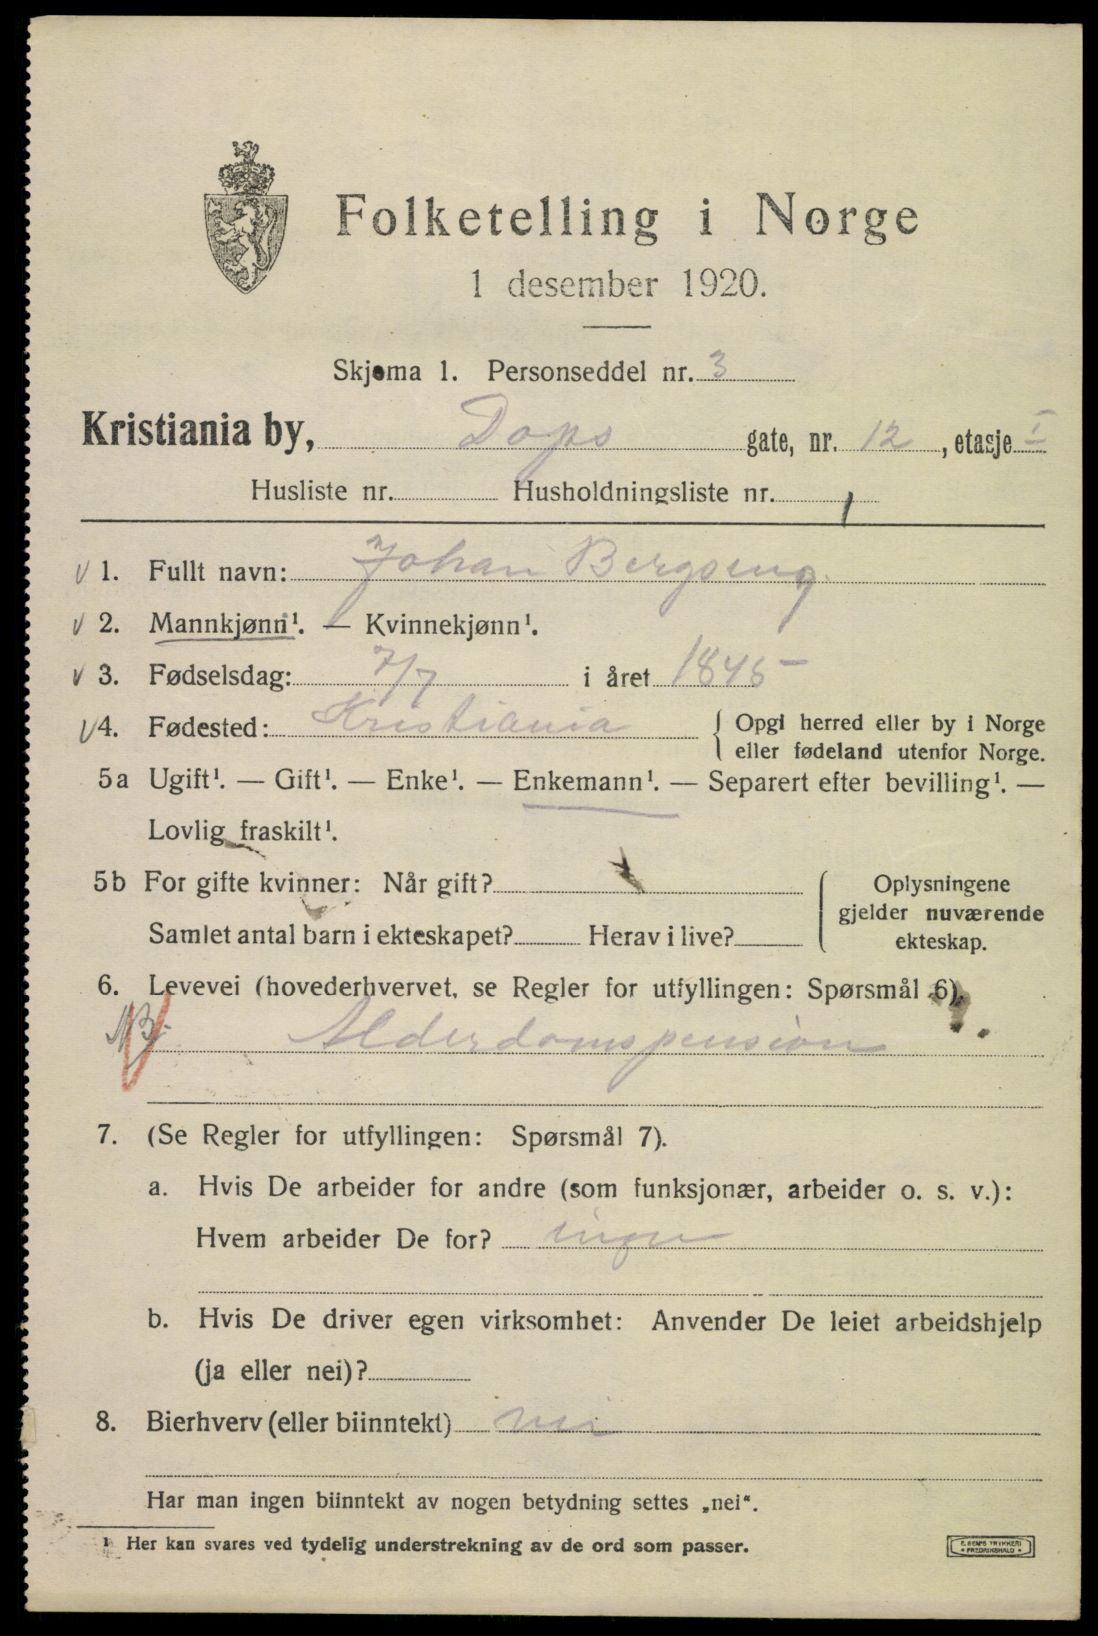 Folketelling i Norge
1 desember 1920.
Skjema 1. Personseddel nr. 3
Kristiania by, Dops gate, nr. 12, etasje I
Husliste nr. Husholdningsliste nr. 1
√ 1. Fullt navn: Johan Bergseng.
√ 2. Mannkjønn¹. — Kvinnekjønn¹.
√ 3. Fødselsdag: 7/7 i året 1845
√ 4. Fødested: Kristiania { Opgi herred eller by i Norge
eller fødeland utenfor Norge.
5a Ugift¹. — Gift¹. — Enke¹. — Enkemann¹. — Separert efter bevilling¹. —
Lovlig fraskilt¹.
5b For gifte kvinner: Når gift? { Oplysningene
gjelder nuværende
Samlet antal barn i ekteskapet? Herav i live?
ekteskap.
6. Levevei (hovederhvervet, se Regler for utfyllingen: Spørsmål 6).
NB. Alderdomspension
7. (Se Regler for utfyllingen: Spørsmål 7).
a. Hvis De arbeider for andre (som funksjonær, arbeider o. s. v.):
Hvem arbeider De for? ingen
b. Hvis De driver egen virksomhet: Anvender De leiet arbeidshjelp
(ja eller nei)?
8. Bierhverv (eller biinntekt) nei
Har man ingen biinntekt av nogen betydning settes „nei“.
¹ Her kan svares ved tydelig understrekning av de ord som passer.
E. SEMS TRYKKERI
• FREDRIKSHALD •